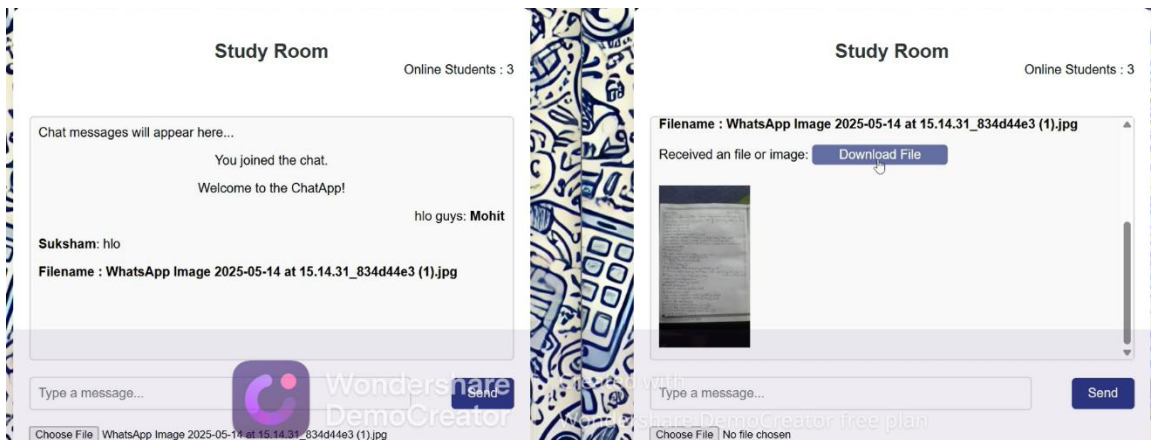 Study Room
Online Students : 3
Chat messages will appear here...
You joined the chat.
Welcome to the ChatApp!
hlo guys: Mohit
Suksham: hlo
Filename : WhatsApp Image 2025-05-14 at 15.14.31_834d44e3 (1).jpg
Type a message...
Send
Choose File WhatsApp Image 2025-05-14 at 15.14.31_834d44e3 (1).jpg
Study Room
Online Students : 3
Filename : WhatsApp Image 2025-05-14 at 15.14.31_834d44e3 (1).jpg
Received an file or image: Download File
Type a message...
Send
Choose File No file chosen
Wondershare
DemoCreator
Created with
Wondershare DemoCreator free plan